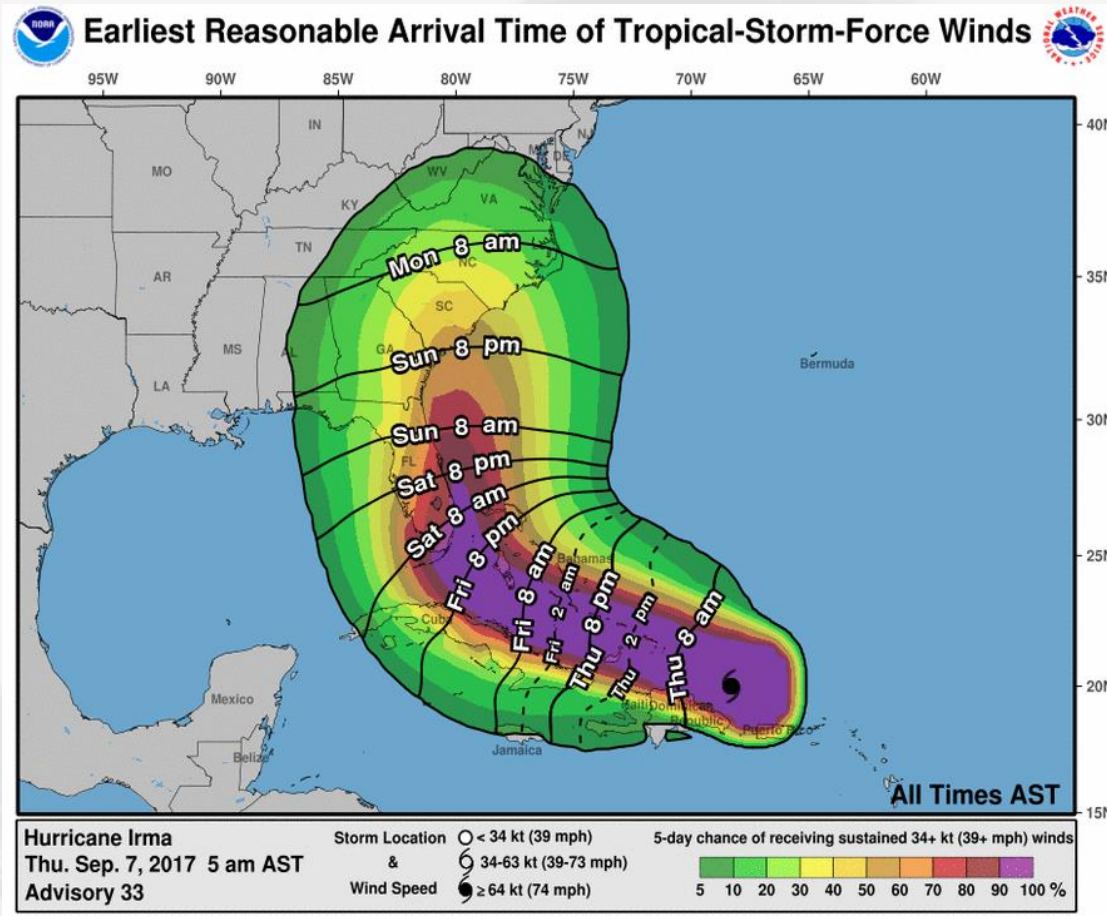 NOAA
Earliest Reasonable Arrival Time of Tropical-Storm-Force Winds
95W 90W 85W 80W 75W 70W 65W 60W
40N
IN
NJ
DE
MO
WV
KY
VA
Mon 8 am
TN
NC
35N
AR
SC
MS
AL
GA
Sun 8 pm
Bermuda
LA
30N
Sun 8 am
FL
Sat 8 pm
Sat 8 am
Fri 8 pm
Fri 8 am
Fri 2 am
Thu 8 pm
Thu 2 pm
Thu 8 am
Bahamas
25N
Cuba
Mexico
Haiti
Dominican
Republic
20N
Puerto Rico
Jamaica
Belize
All Times AST
15N
Hurricane Irma
Thu. Sep. 7, 2017 5 am AST
Advisory 33
Storm Location
&
Wind Speed
< 34 kt (39 mph)
34-63 kt (39-73 mph)
≥ 64 kt (74 mph)
5-day chance of receiving sustained 34+ kt (39+ mph) winds
5 10 20 30 40 50 60 70 80 90 100 %